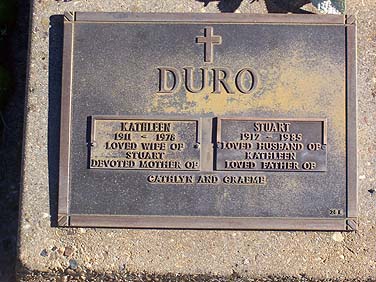 DURO
KATHLEEN
1911 - 1978
LOVED WIFE OF
STUART
DEVOTED MOTHER OF
STUART
1917 - 1985
LOVED HUSBAND OF
KATHLEEN
LOVED FATHER OF
CATHLYN AND GRAEME